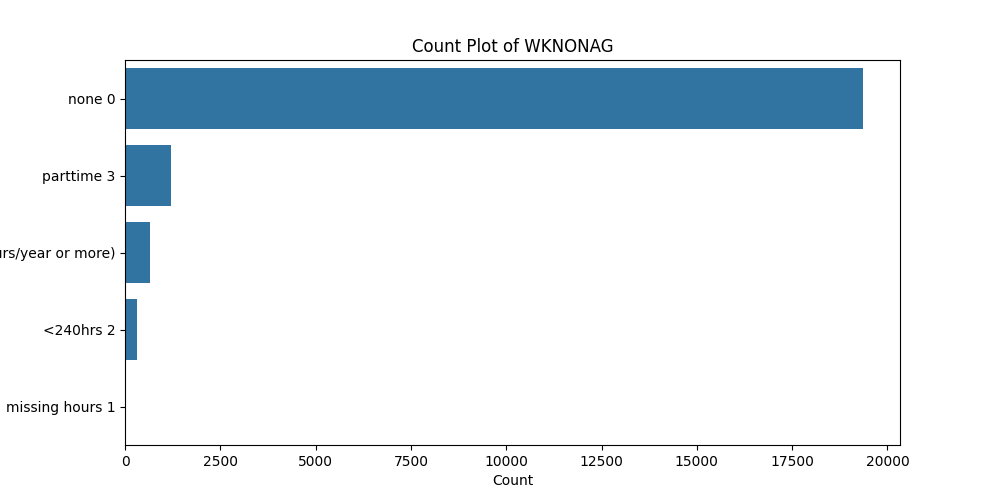 Count Plot of WKNONAG
none 0
parttime 3
urs/year or more)
<240hrs 2
missing hours 1
0 2500 5000 7500 10000 12500 15000 17500 20000
Count